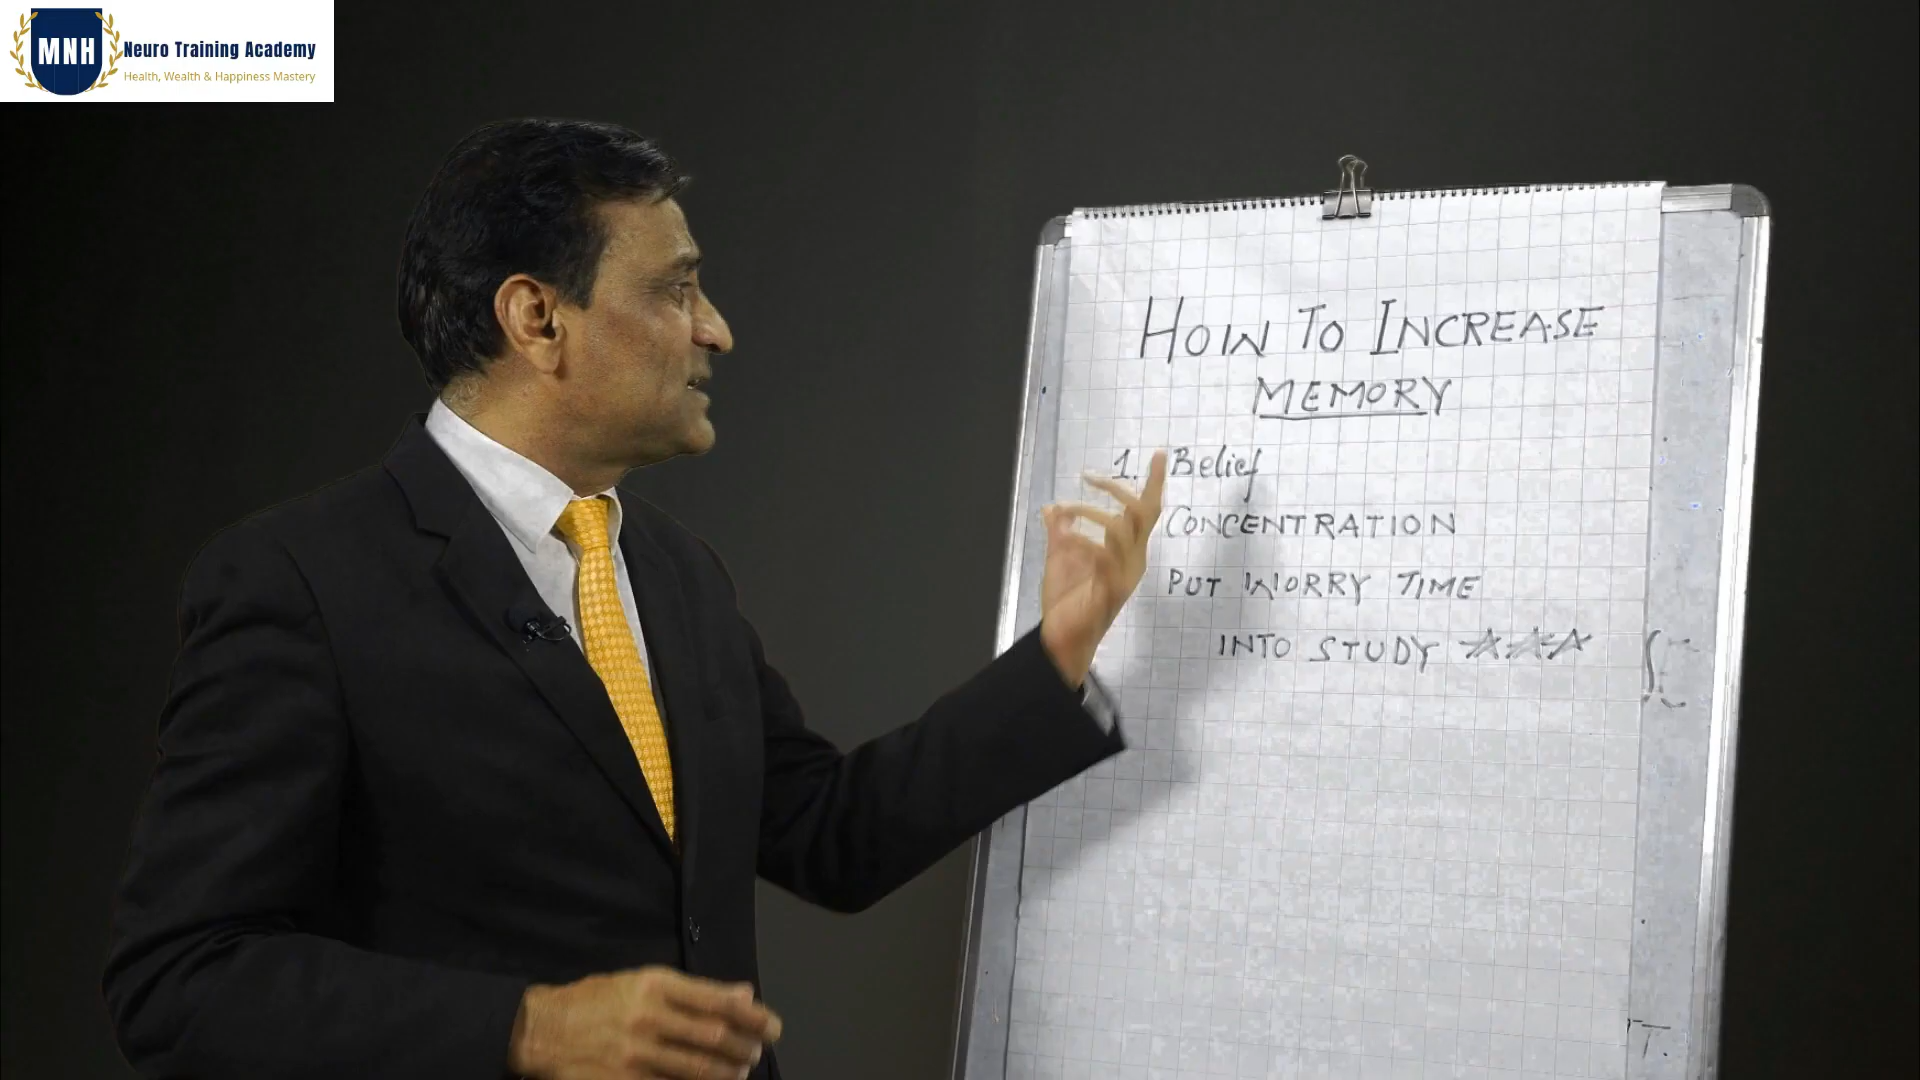 MNH
Neuro Training Academy
Health, Wealth & Happiness Mastery
HOW TO INCREASE
MEMORY
1. Belief
CONCENTRATION
PUT WORRY TIME
INTO STUDY